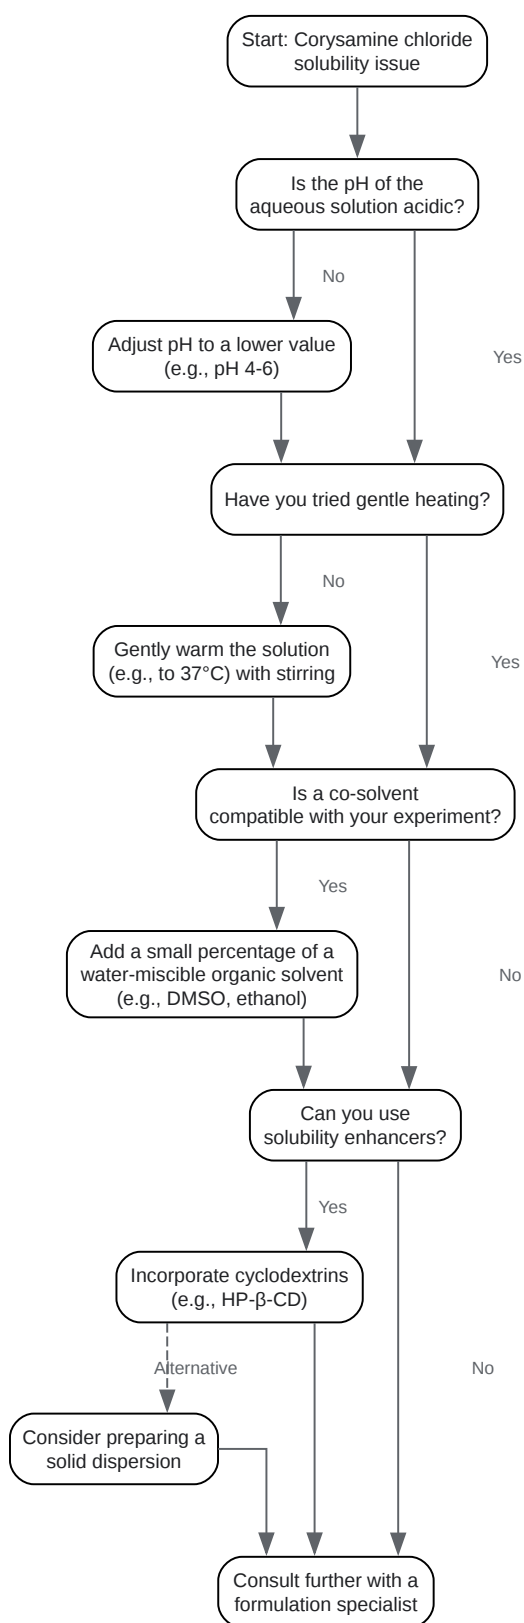 Start: Corysamine chloride
solubility issue
Is the pH of the
aqueous solution acidic?
No
Adjust pH to a lower value
(e.g., pH 4-6)
Yes
Have you tried gentle heating?
No
Gently warm the solution
(e.g., to 37°C) with stirring
Yes
Is a co-solvent
compatible with your experiment?
Yes
Add a small percentage of a
water-miscible organic solvent
(e.g., DMSO, ethanol)
No
Can you use
solubility enhancers?
Yes
Incorporate cyclodextrins
(e.g., HP-β-CD)
Alternative
No
Consider preparing a
solid dispersion
Consult further with a
formulation specialist